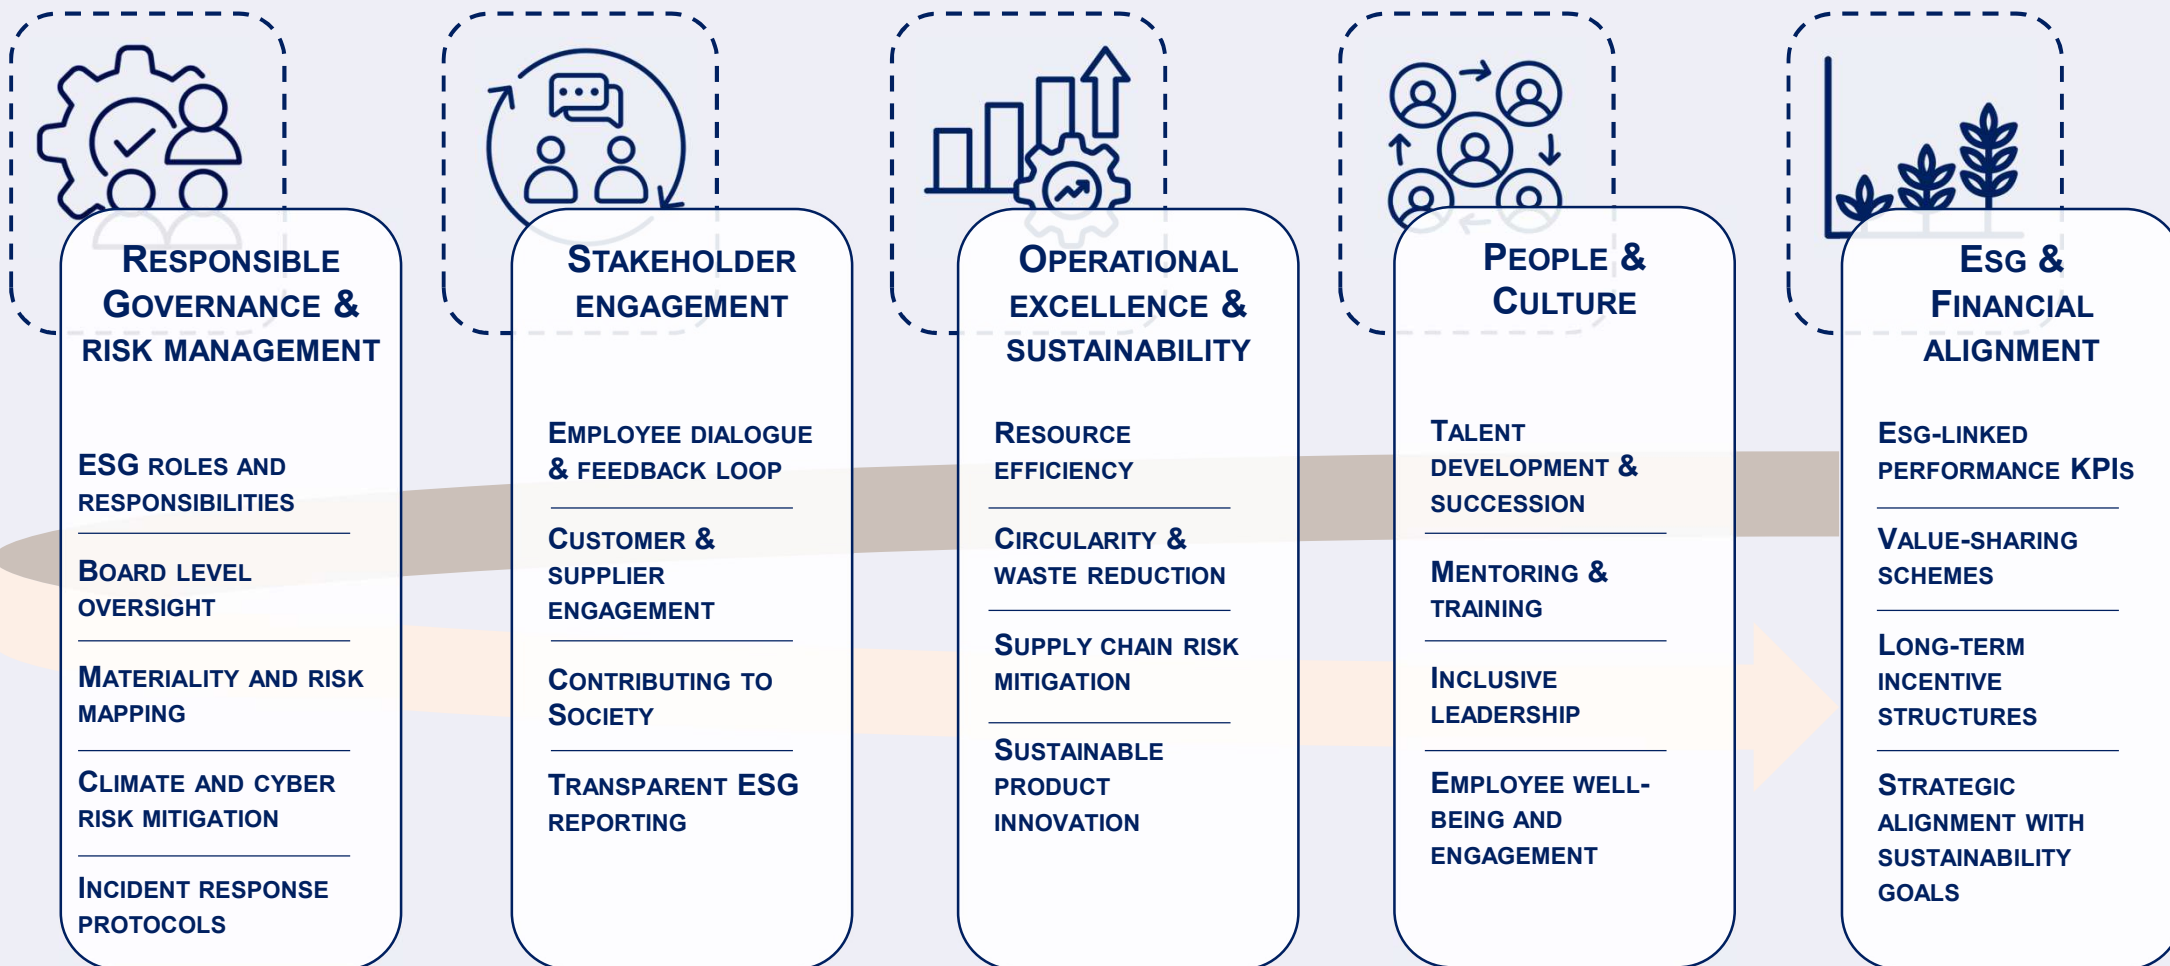 RESPONSIBLE
GOVERNANCE &
RISK MANAGEMENT
ESG ROLES AND
RESPONSIBILITIES
BOARD LEVEL
OVERSIGHT
MATERIALITY AND RISK
MAPPING
CLIMATE AND CYBER
RISK MITIGATION
INCIDENT RESPONSE
PROTOCOLS
STAKEHOLDER
ENGAGEMENT
EMPLOYEE DIALOGUE
& FEEDBACK LOOP
CUSTOMER &
SUPPLIER
ENGAGEMENT
CONTRIBUTING TO
SOCIETY
TRANSPARENT ESG
REPORTING
OPERATIONAL
EXCELLENCE &
SUSTAINABILITY
RESOURCE
EFFICIENCY
CIRCULARITY &
WASTE REDUCTION
SUPPLY CHAIN RISK
MITIGATION
SUSTAINABLE
PRODUCT
INNOVATION
PEOPLE &
CULTURE
TALENT
DEVELOPMENT &
SUCCESSION
MENTORING &
TRAINING
INCLUSIVE
LEADERSHIP
EMPLOYEE WELL-
BEING AND
ENGAGEMENT
ESG &
FINANCIAL
ALIGNMENT
ESG-LINKED
PERFORMANCE KPIS
VALUE-SHARING
SCHEMES
LONG-TERM
INCENTIVE
STRUCTURES
STRATEGIC
ALIGNMENT WITH
SUSTAINABILITY
GOALS